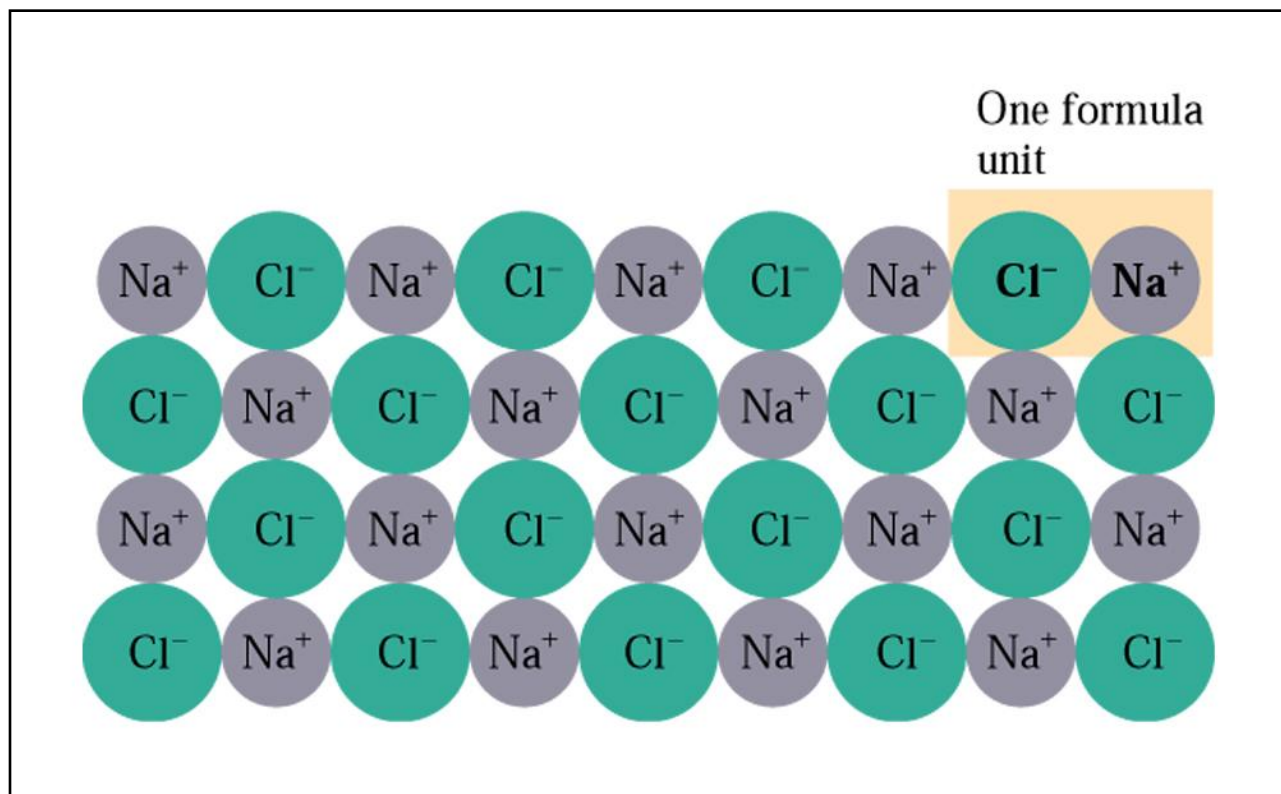 One formula
unit
Na⁺ Cl⁻ Na⁺ Cl⁻ Na⁺ Cl⁻ Na⁺ Cl⁻ Na⁺
Cl⁻ Na⁺ Cl⁻ Na⁺ Cl⁻ Na⁺ Cl⁻ Na⁺ Cl⁻
Na⁺ Cl⁻ Na⁺ Cl⁻ Na⁺ Cl⁻ Na⁺ Cl⁻ Na⁺
Cl⁻ Na⁺ Cl⁻ Na⁺ Cl⁻ Na⁺ Cl⁻ Na⁺ Cl⁻